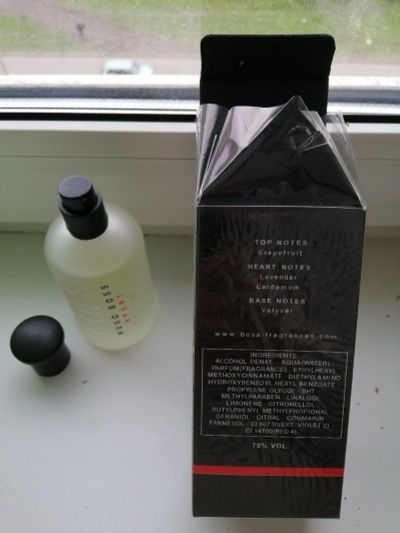 HUGO BOSS
TOP NOTES
Grapefruit
HEART NOTES
Lavender
Cardamom
BASE NOTES
Vetyver
www.boss-fragrances.com
INGREDIENTS:
ALCOHOL DENAT. · AQUA(WATER) ·
PARFUM(FRAGRANCE) · ETHYLHEXYL
METHOXYCINNAMATE · DIETHYLAMINO
HYDROXYBENZOYL HEXYL BENZOATE
PROPYLENE GLYCOL · BHT ·
METHYLPARABEN · LINALOOL
LIMONENE · CITRONELLOL
BUTYLPHENYL METHYLPROPIONAL
GERANIOL · CITRAL · COUMARIN
FARNESOL · CI 60730(EXT. VIOLET 2)
CI 14700(RED 4).
79% VOL.